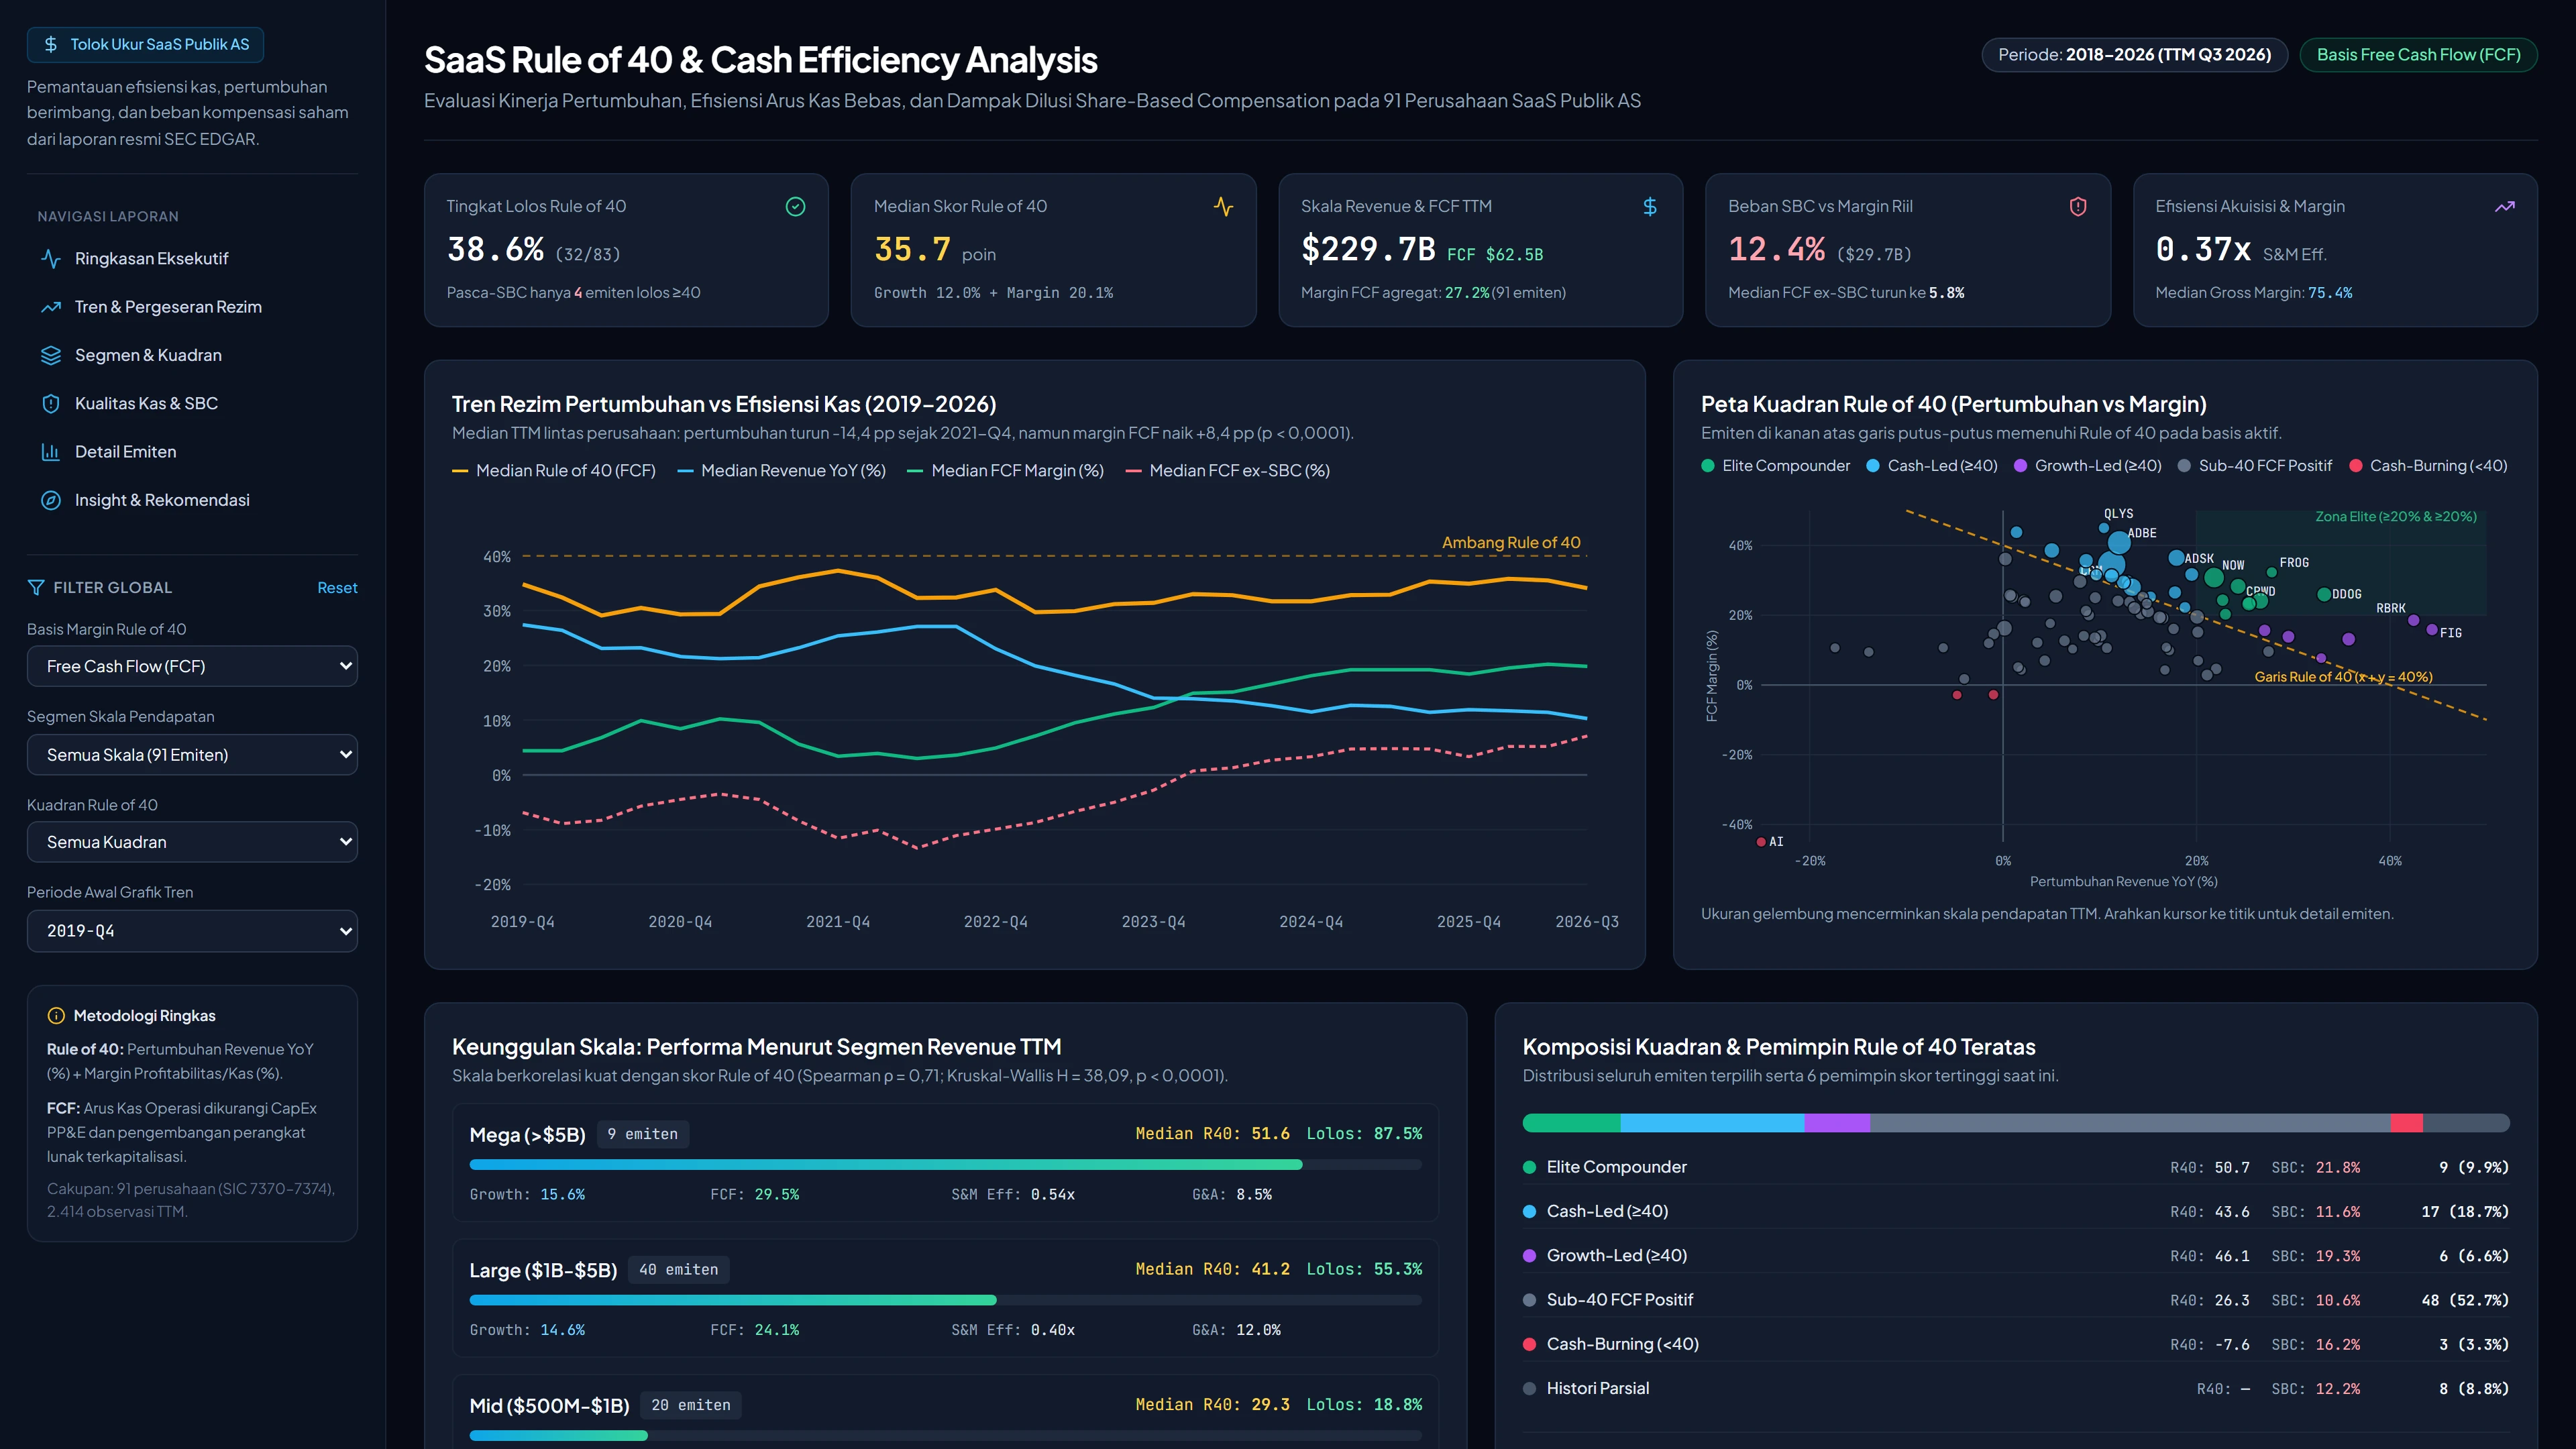 Tolok Ukur SaaS Publik AS
Pemantauan efisiensi kas, pertumbuhan
berimbang, dan beban kompensasi saham
dari laporan resmi SEC EDGAR.
NAVIGASI LAPORAN
Ringkasan Eksekutif
Tren & Pergeseran Rezim
Segmen & Kuadran
Kualitas Kas & SBC
Detail Emiten
Insight & Rekomendasi
FILTER GLOBAL Reset
Basis Margin Rule of 40
Free Cash Flow (FCF)
Segmen Skala Pendapatan
Semua Skala (91 Emiten)
Kuadran Rule of 40
Semua Kuadran
Periode Awal Grafik Tren
2019-Q4
Metodologi Ringkas
Rule of 40: Pertumbuhan Revenue YoY
(%) + Margin Profitabilitas/Kas (%).
FCF: Arus Kas Operasi dikurangi CapEx
PP&E dan pengembangan perangkat
lunak terkapitalisasi.
Cakupan: 91 perusahaan (SIC 7370–7374),
2.414 observasi TTM.
SaaS Rule of 40 & Cash Efficiency Analysis
Evaluasi Kinerja Pertumbuhan, Efisiensi Arus Kas Bebas, dan Dampak Dilusi Share-Based Compensation pada 91 Perusahaan SaaS Publik AS
Periode: 2018–2026 (TTM Q3 2026)
Basis Free Cash Flow (FCF)
Tingkat Lolos Rule of 40
38.6% (32/83)
Pasca-SBC hanya 4 emiten lolos ≥40
Median Skor Rule of 40
35.7 poin
Growth 12.0% + Margin 20.1%
Skala Revenue & FCF TTM
$229.7B FCF $62.5B
Margin FCF agregat: 27.2% (91 emiten)
Beban SBC vs Margin Riil
12.4% ($29.7B)
Median FCF ex-SBC turun ke 5.8%
Efisiensi Akuisisi & Margin
0.37x S&M Eff.
Median Gross Margin: 75.4%
Tren Rezim Pertumbuhan vs Efisiensi Kas (2019–2026)
Median TTM lintas perusahaan: pertumbuhan turun -14,4 pp sejak 2021–Q4, namun margin FCF naik +8,4 pp (p < 0,0001).
Median Rule of 40 (FCF) Median Revenue YoY (%) Median FCF Margin (%) Median FCF ex-SBC (%)
Ambang Rule of 40
40%
30%
20%
10%
0%
-10%
-20%
2019-Q4 2020-Q4 2021-Q4 2022-Q4 2023-Q4 2024-Q4 2025-Q4 2026-Q3
Peta Kuadran Rule of 40 (Pertumbuhan vs Margin)
Emiten di kanan atas garis putus-putus memenuhi Rule of 40 pada basis aktif.
Elite Compounder Cash-Led (≥40) Growth-Led (≥40) Sub-40 FCF Positif Cash-Burning (<40)
Zona Elite (≥20% & ≥20%)
QLYS
ADBE
ADSK
NOW
FROG
DDOG
RBRK
FIG
AI
Garis Rule of 40 (x + y = 40%)
FCF Margin (%)
40%
20%
0%
-20%
-40%
-20% 0% 20% 40%
Pertumbuhan Revenue YoY (%)
Ukuran gelembung mencerminkan skala pendapatan TTM. Arahkan kursor ke titik untuk detail emiten.
Keunggulan Skala: Performa Menurut Segmen Revenue TTM
Skala berkorelasi kuat dengan skor Rule of 40 (Spearman ρ = 0,71; Kruskal-Wallis H = 38,09, p < 0,0001).
Mega (>$5B) 9 emiten Median R40: 51.6 Lolos: 87.5%
Growth: 15.6% FCF: 29.5% S&M Eff: 0.54x G&A: 8.5%
Large ($1B-$5B) 40 emiten Median R40: 41.2 Lolos: 55.3%
Growth: 14.6% FCF: 24.1% S&M Eff: 0.40x G&A: 12.0%
Mid ($500M-$1B) 20 emiten Median R40: 29.3 Lolos: 18.8%
Komposisi Kuadran & Pemimpin Rule of 40 Teratas
Distribusi seluruh emiten terpilih serta 6 pemimpin skor tertinggi saat ini.
Elite Compounder R40: 50.7 SBC: 21.8% 9 (9.9%)
Cash-Led (≥40) R40: 43.6 SBC: 11.6% 17 (18.7%)
Growth-Led (≥40) R40: 46.1 SBC: 19.3% 6 (6.6%)
Sub-40 FCF Positif R40: 26.3 SBC: 10.6% 48 (52.7%)
Cash-Burning (<40) R40: -7.6 SBC: 16.2% 3 (3.3%)
Histori Parsial R40: — SBC: 12.2% 8 (8.8%)